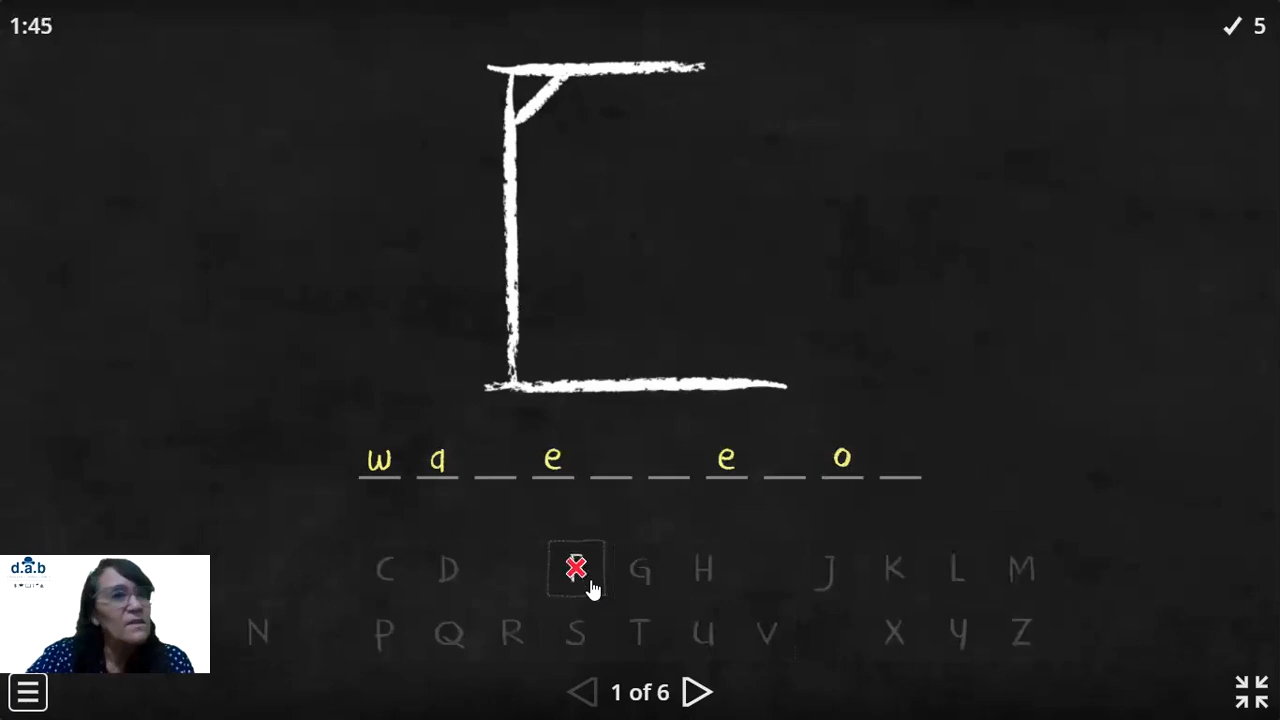 1:45
5
w a _ e _ _ e _ o _
C D F G H J K L M
N P Q R S T U V X Y Z
d.a.b
1 of 6